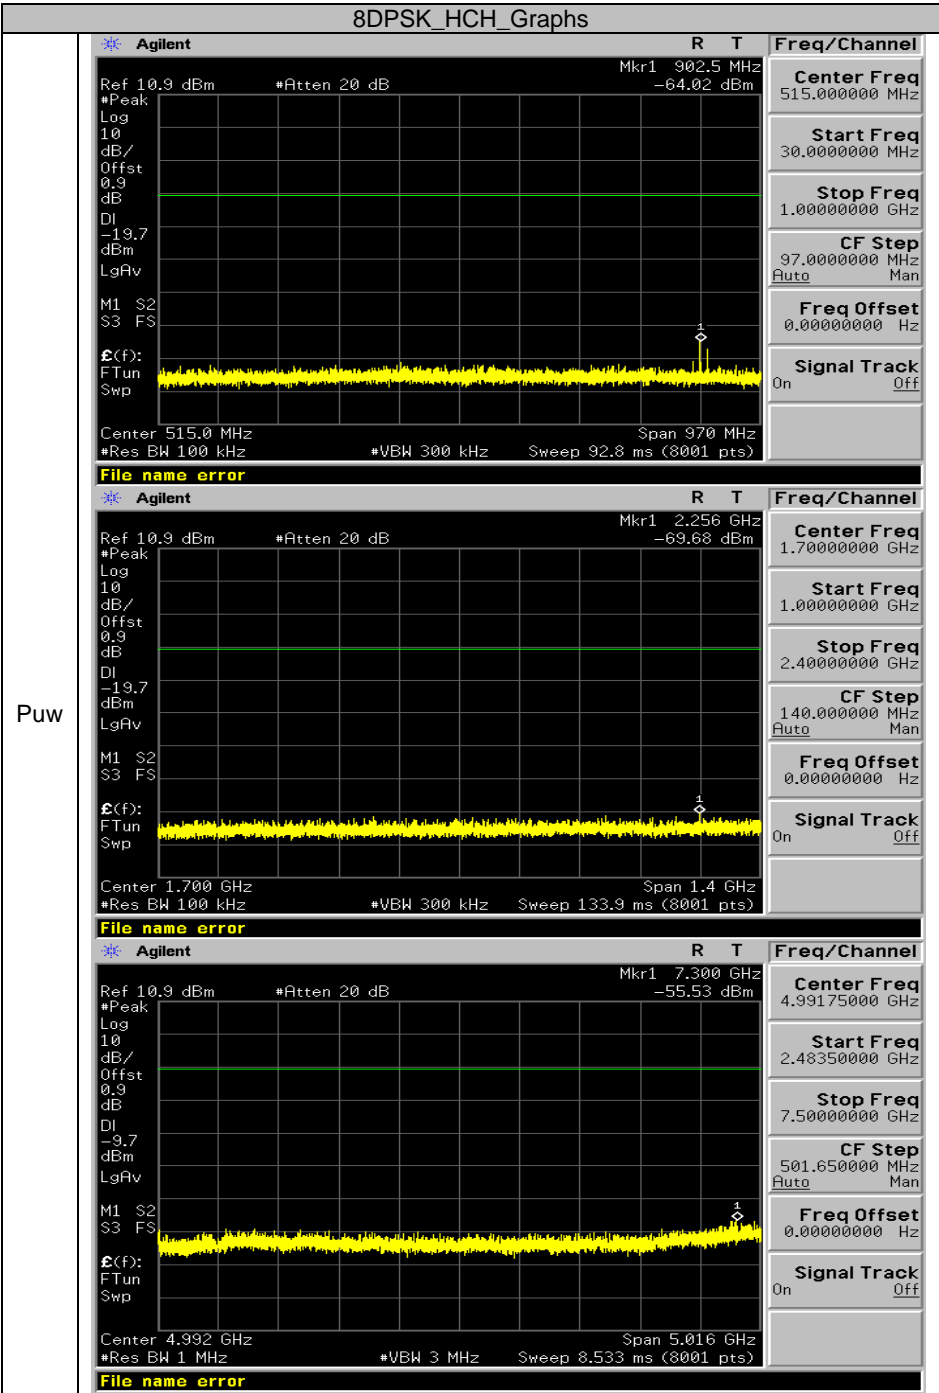 8DPSK_HCH_Graphs
Puw
Agilent R T Freq/Channel
Mkr1 902.5 MHz
Ref 10.9 dBm #Atten 20 dB -64.02 dBm
#Peak
Log
10
dB/
Offst
0.9
dB
DI
-19.7
dBm
LgAv
M1 S2
S3 FS
£(f):
FTun
Swp
1
Center 515.0 MHz Span 970 MHz
#Res BW 100 kHz #VBW 300 kHz Sweep 92.8 ms (8001 pts)
File name error
Center Freq
515.000000 MHz
Start Freq
30.0000000 MHz
Stop Freq
1.00000000 GHz
CF Step
97.0000000 MHz
Auto Man
Freq Offset
0.00000000 Hz
Signal Track
On Off
Agilent R T Freq/Channel
Mkr1 2.256 GHz
Ref 10.9 dBm #Atten 20 dB -69.68 dBm
#Peak
Log
10
dB/
Offst
0.9
dB
DI
-19.7
dBm
LgAv
M1 S2
S3 FS
£(f):
FTun
Swp
1
Center 1.700 GHz Span 1.4 GHz
#Res BW 100 kHz #VBW 300 kHz Sweep 133.9 ms (8001 pts)
File name error
Center Freq
1.70000000 GHz
Start Freq
1.00000000 GHz
Stop Freq
2.40000000 GHz
CF Step
140.000000 MHz
Auto Man
Freq Offset
0.00000000 Hz
Signal Track
On Off
Agilent R T Freq/Channel
Mkr1 7.300 GHz
Ref 10.9 dBm #Atten 20 dB -55.53 dBm
#Peak
Log
10
dB/
Offst
0.9
dB
DI
-9.7
dBm
LgAv
M1 S2
S3 FS
£(f):
FTun
Swp
1
Center 4.992 GHz Span 5.016 GHz
#Res BW 1 MHz #VBW 3 MHz Sweep 8.533 ms (8001 pts)
File name error
Center Freq
4.99175000 GHz
Start Freq
2.48350000 GHz
Stop Freq
7.50000000 GHz
CF Step
501.650000 MHz
Auto Man
Freq Offset
0.00000000 Hz
Signal Track
On Off